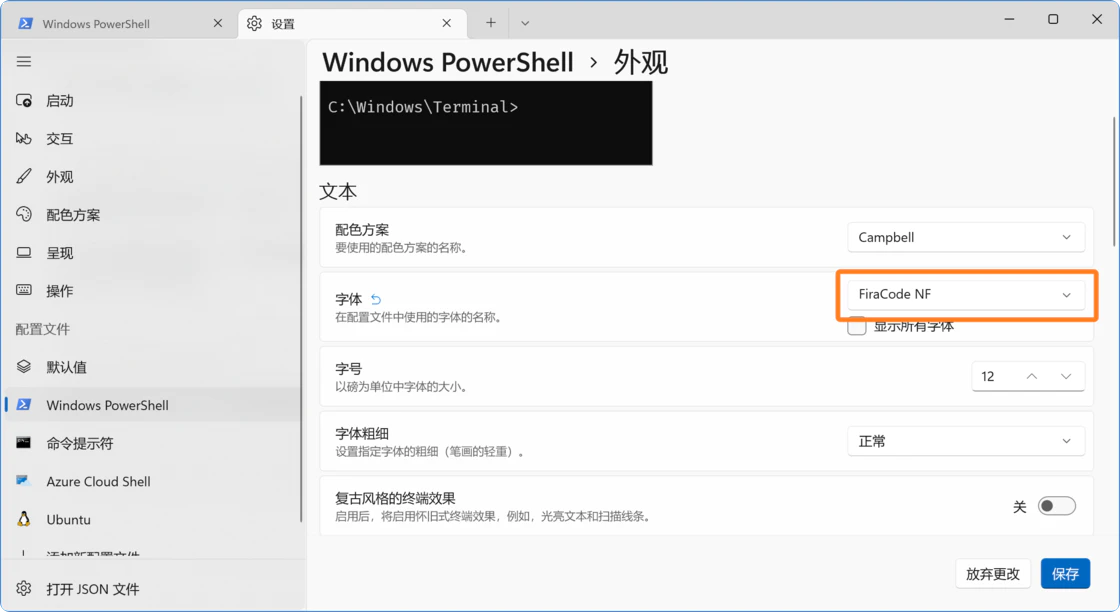 Windows PowerShell
设置
启动
交互
外观
配色方案
呈现
操作
配置文件
默认值
Windows PowerShell
命令提示符
Azure Cloud Shell
Ubuntu
添加新配置文件
打开 JSON 文件
Windows PowerShell › 外观
C:\Windows\Terminal>
文本
配色方案
要使用的配色方案的名称。
Campbell
字体
在配置文件中使用的字体的名称。
FiraCode NF
显示所有字体
字号
以磅为单位中字体的大小。
12
字体粗细
设置指定字体的粗细（笔画的轻重）。
正常
复古风格的终端效果
启用后，将启用怀旧式终端效果，例如，光亮文本和扫描线条。
关
放弃更改
保存